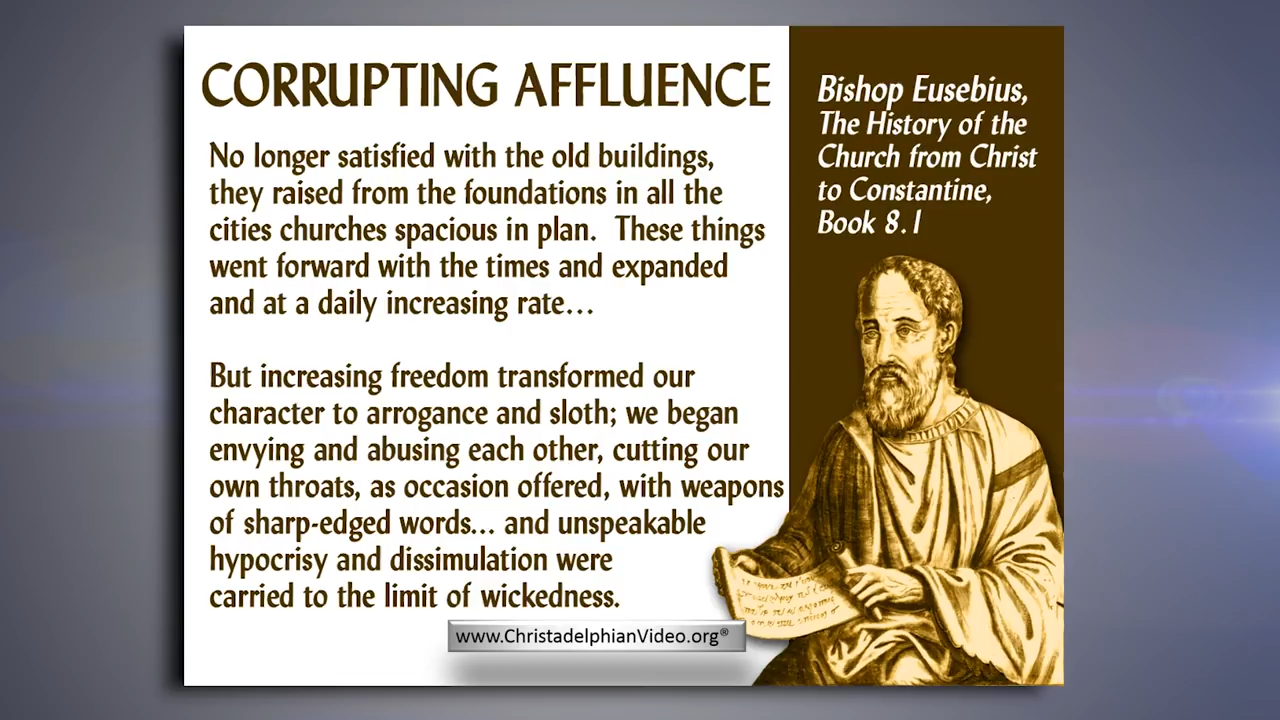 CORRUPTING AFFLUENCE
No longer satisfied with the old buildings,
they raised from the foundations in all the
cities churches spacious in plan.  These things
went forward with the times and expanded
and at a daily increasing rate…
But increasing freedom transformed our
character to arrogance and sloth; we began
envying and abusing each other, cutting our
own throats, as occasion offered, with weapons
of sharp-edged words... and unspeakable
hypocrisy and dissimulation were
carried to the limit of wickedness.
www.ChristadelphianVideo.org®
Bishop Eusebius,
The History of the
Church from Christ
to Constantine,
Book 8.1